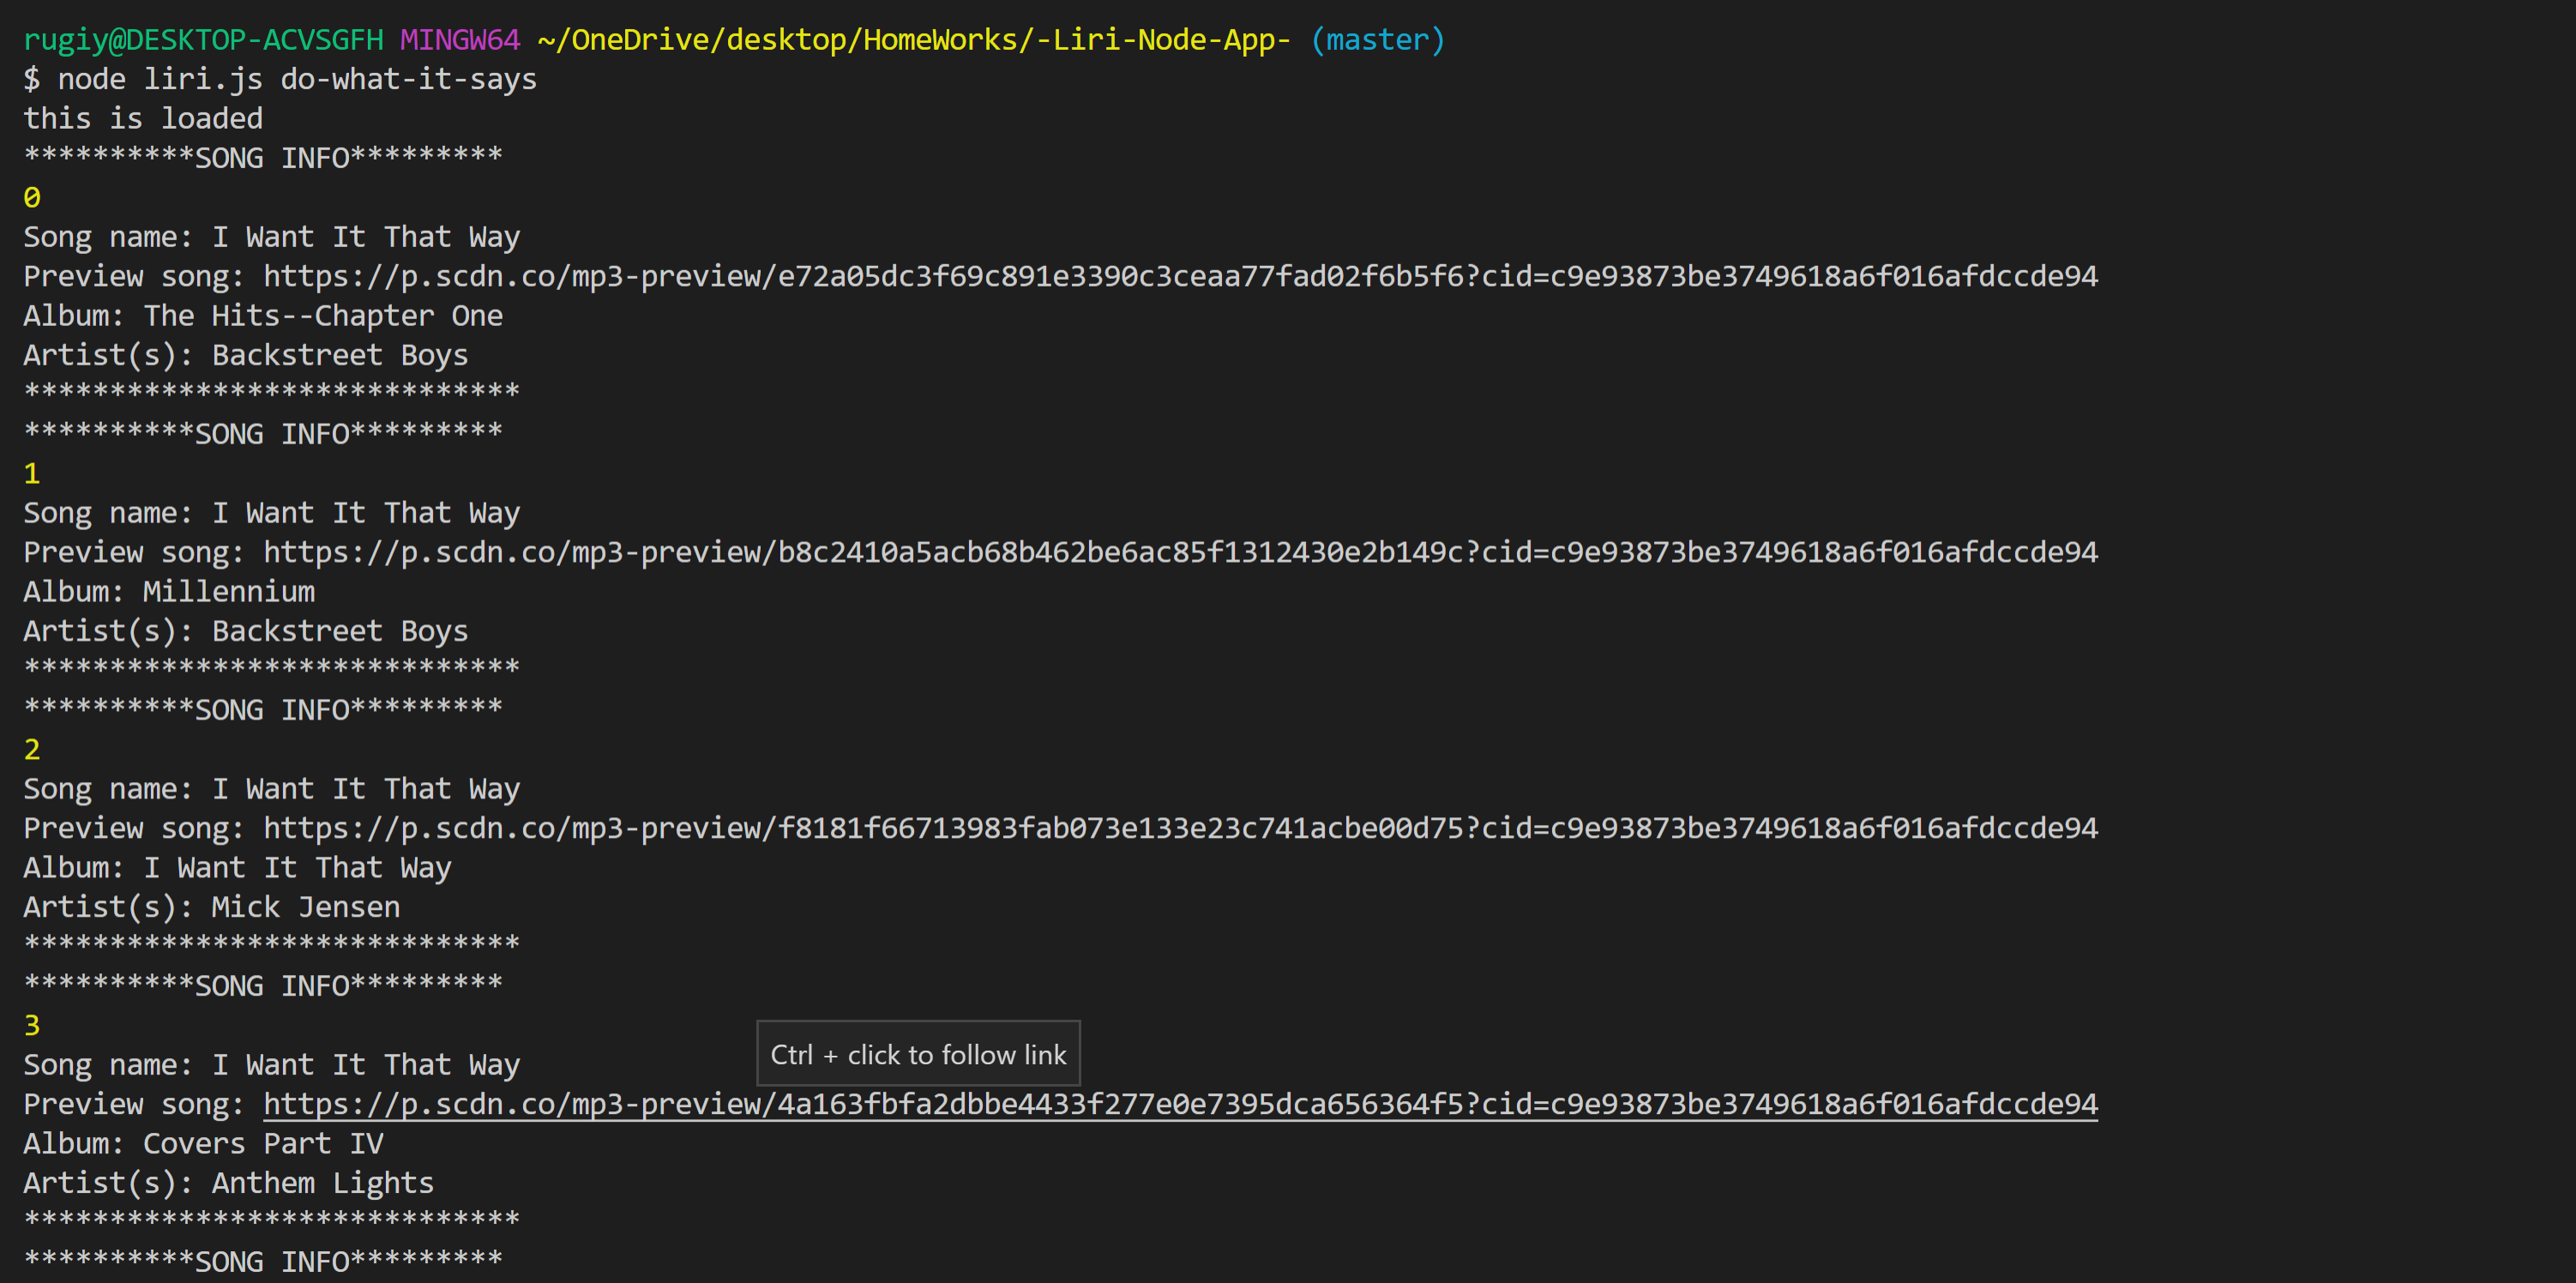 rugiy@DESKTOP-ACVSGFH MINGW64 ~/OneDrive/desktop/HomeWorks/-Liri-Node-App- (master)
$ node liri.js do-what-it-says
this is loaded
**********SONG INFO*********
0
Song name: I Want It That Way
Preview song: https://p.scdn.co/mp3-preview/e72a05dc3f69c891e3390c3ceaa77fad02f6b5f6?cid=c9e93873be3749618a6f016afdccde94
Album: The Hits--Chapter One
Artist(s): Backstreet Boys
*****************************
**********SONG INFO*********
1
Song name: I Want It That Way
Preview song: https://p.scdn.co/mp3-preview/b8c2410a5acb68b462be6ac85f1312430e2b149c?cid=c9e93873be3749618a6f016afdccde94
Album: Millennium
Artist(s): Backstreet Boys
*****************************
**********SONG INFO*********
2
Song name: I Want It That Way
Preview song: https://p.scdn.co/mp3-preview/f8181f66713983fab073e133e23c741acbe00d75?cid=c9e93873be3749618a6f016afdccde94
Album: I Want It That Way
Artist(s): Mick Jensen
*****************************
**********SONG INFO*********
3
Ctrl + click to follow link
Song name: I Want It That Way
Preview song: https://p.scdn.co/mp3-preview/4a163fbfa2dbbe4433f277e0e7395dca656364f5?cid=c9e93873be3749618a6f016afdccde94
Album: Covers Part IV
Artist(s): Anthem Lights
*****************************
**********SONG INFO*********